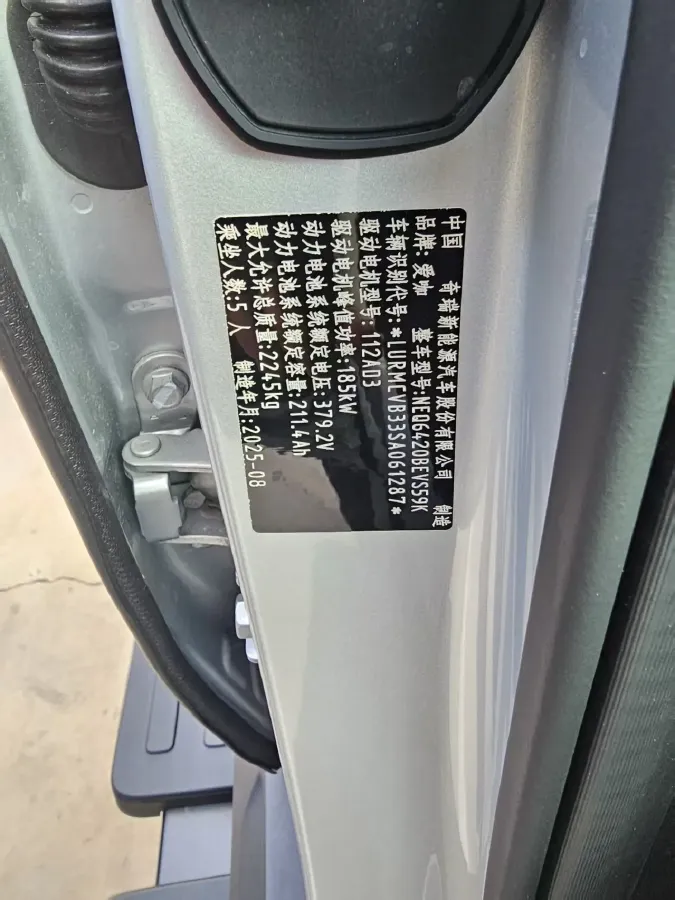 中国 奇瑞新能源汽车股份有限公司 制造
品牌: 爱咖 整车型号:NEQ6420BEVS59K
车辆识别代号:*LURMEVB33SA061287*
驱动电机型号:112A03
驱动电机峰值功率:185kW
动力电池系统额定电压:379.2V
动力电池系统额定容量:211.4Ah
最大允许总质量:2245kg
乘坐人数:5 人 制造年月:2025-08